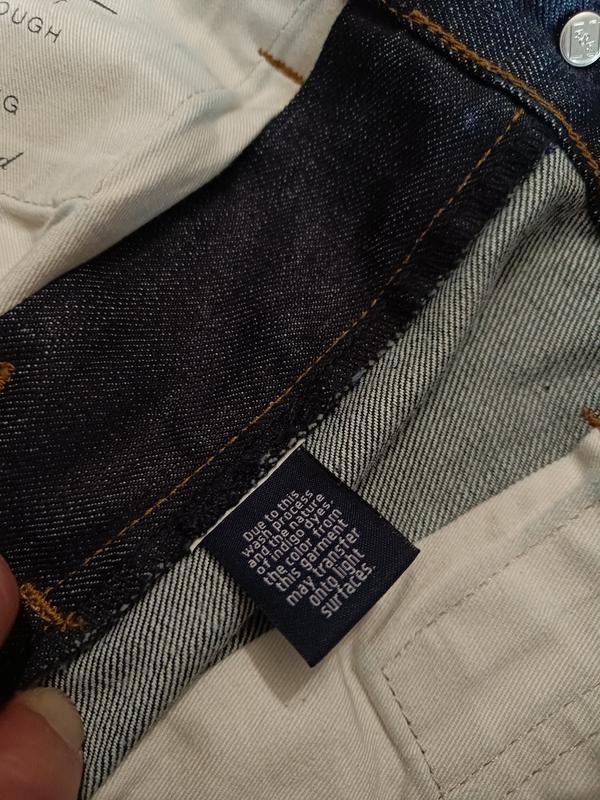 OUGH
G
d
Due to this
wash process
and the nature
of indigo dyes,
the color from
this garment
may transfer
onto light
surfaces.